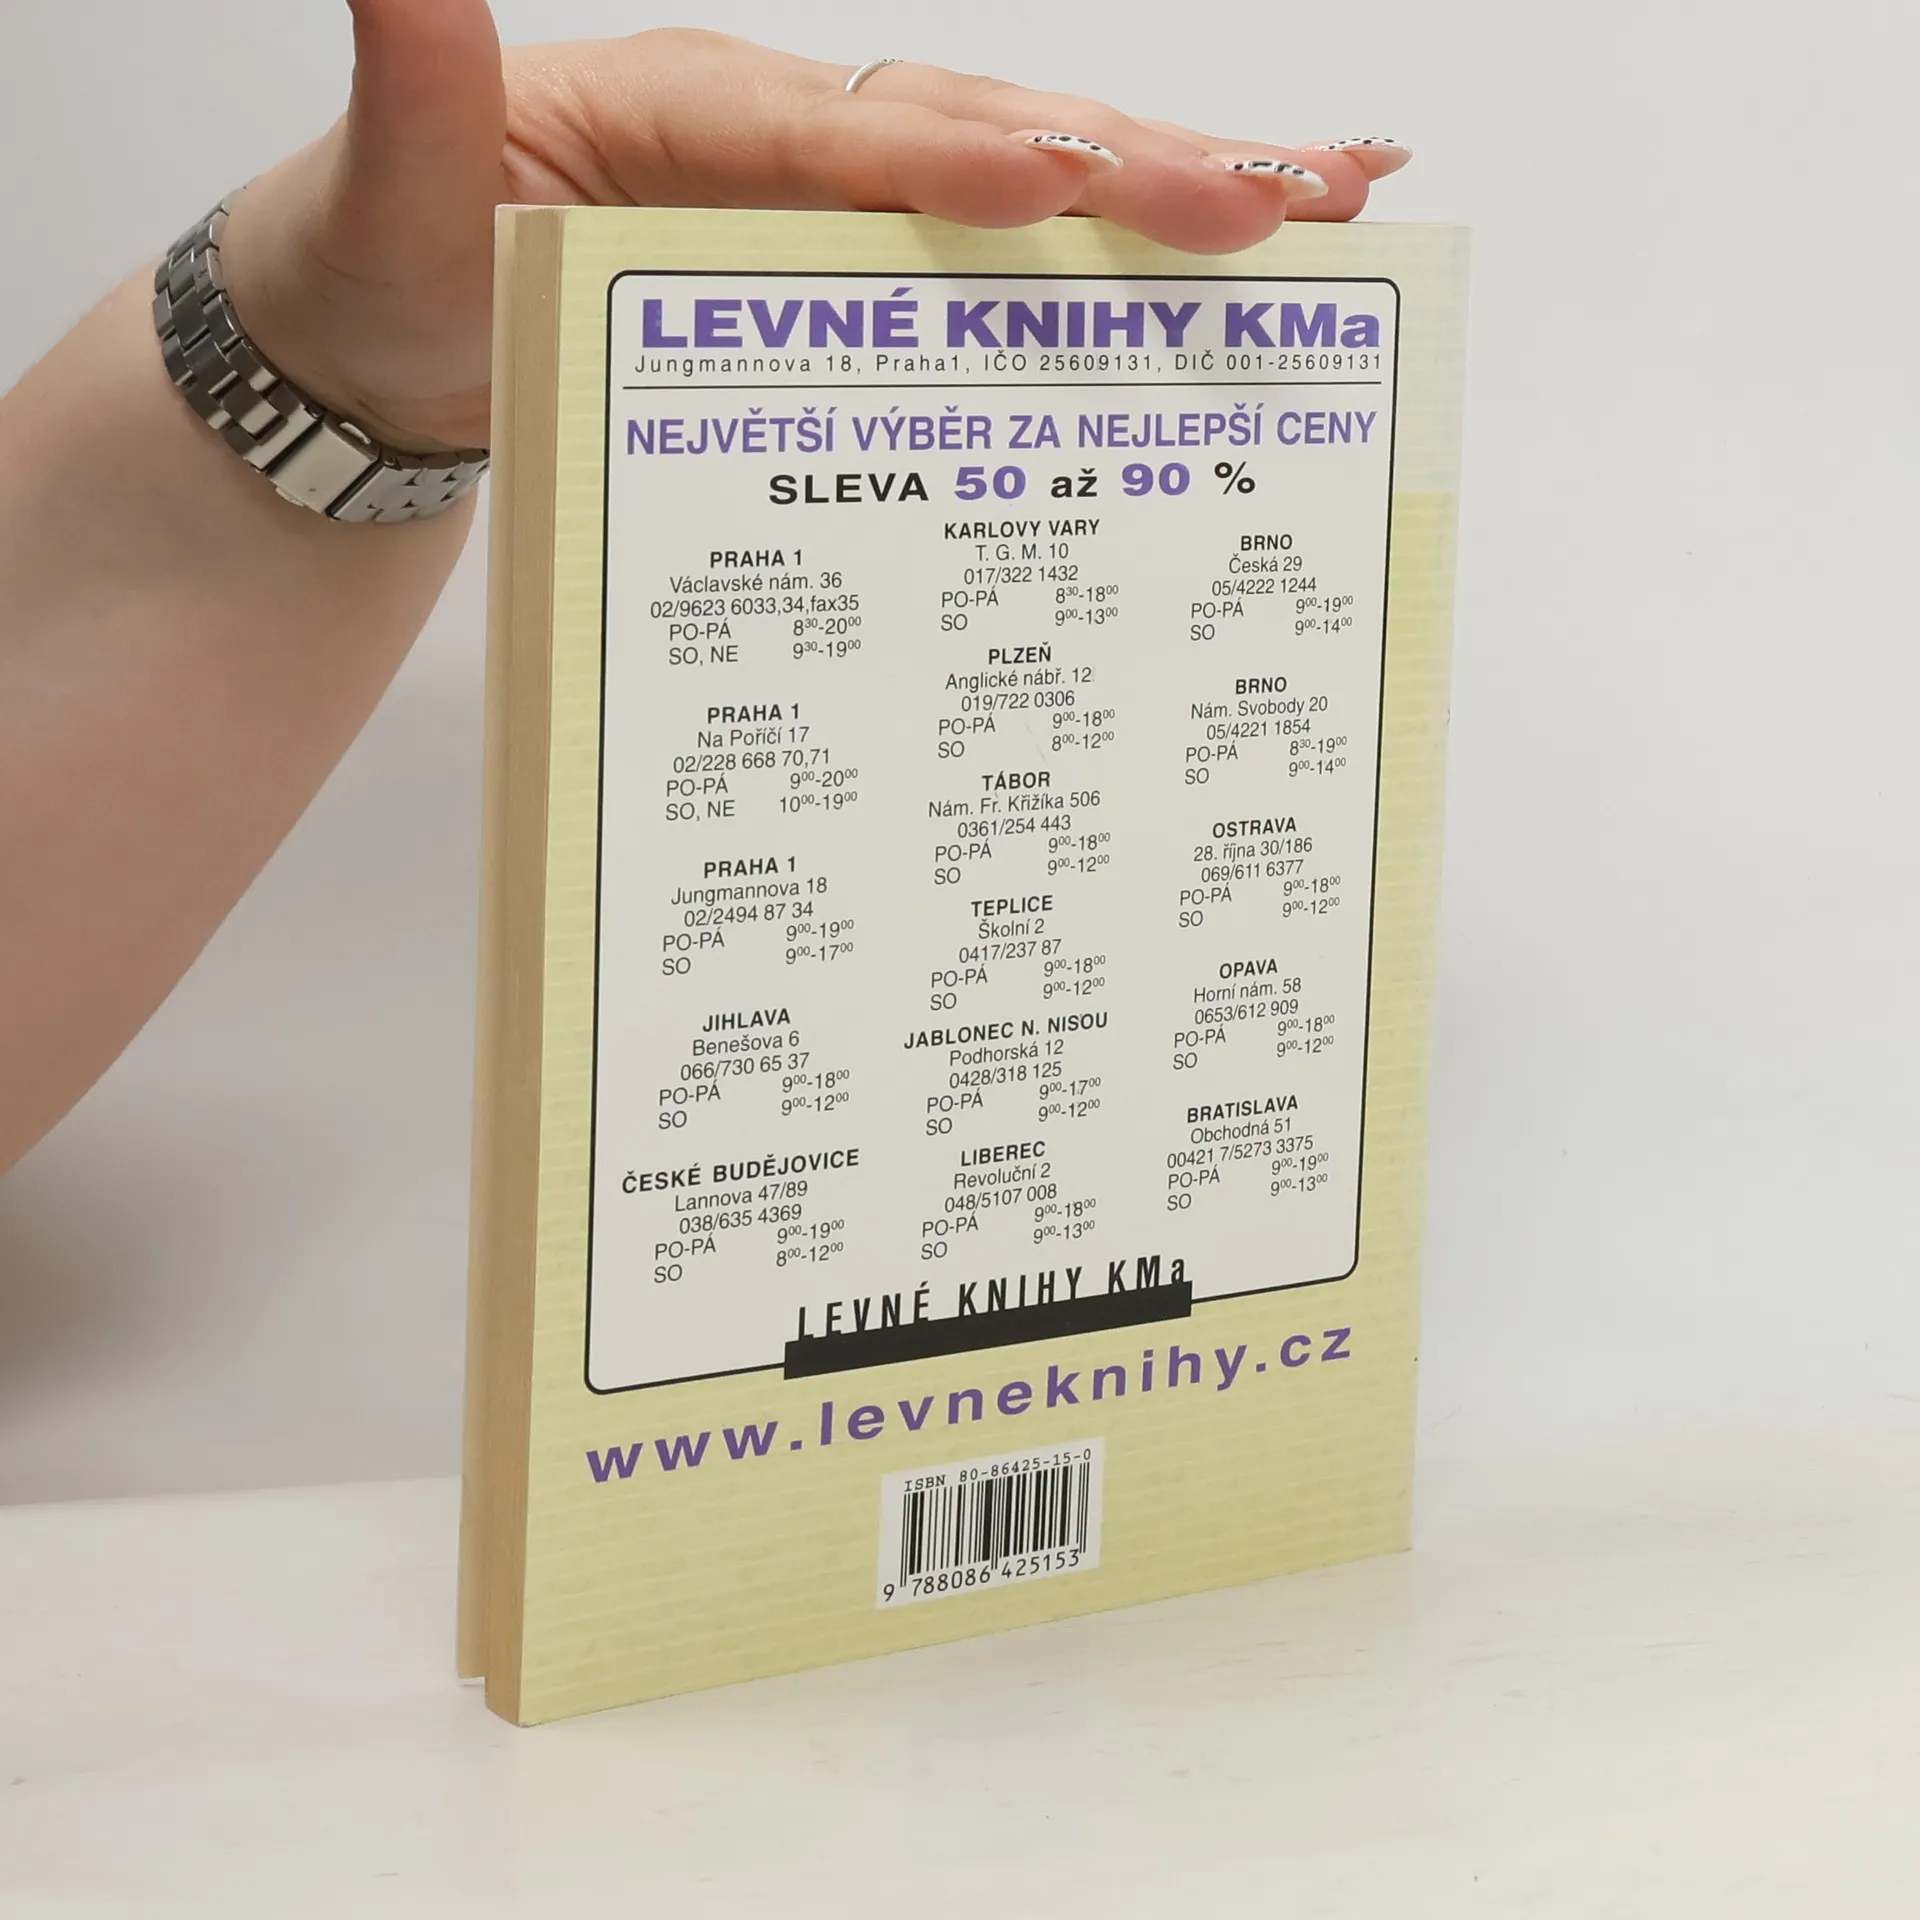 LEVNÉ KNIHY KMa
Jungmannova 18, Praha1, IČO 25609131, DIČ 001-25609131
NEJVĚTŠÍ VÝBĚR ZA NEJLEPŠÍ CENY
SLEVA 50 až 90 %
PRAHA 1
Václavské nám. 36
02/9623 6033,34,fax35
PO-PÁ 8³⁰-20⁰⁰
SO, NE 9³⁰-19⁰⁰
PRAHA 1
Na Poříčí 17
02/228 668 70,71
PO-PÁ 9⁰⁰-20⁰⁰
SO, NE 10⁰⁰-19⁰⁰
PRAHA 1
Jungmannova 18
02/2494 87 34
PO-PÁ 9⁰⁰-19⁰⁰
SO 9⁰⁰-17⁰⁰
JIHLAVA
Benešova 6
066/730 65 37
PO-PÁ 9⁰⁰-18⁰⁰
SO 9⁰⁰-12⁰⁰
ČESKÉ BUDĚJOVICE
Lannova 47/89
038/635 4369
PO-PÁ 9⁰⁰-19⁰⁰
SO 8⁰⁰-12⁰⁰
KARLOVY VARY
T. G. M. 10
017/322 1432
PO-PÁ 8³⁰-18⁰⁰
SO 9⁰⁰-13⁰⁰
PLZEŇ
Anglické nábř. 12
019/722 0306
PO-PÁ 9⁰⁰-18⁰⁰
SO 8⁰⁰-12⁰⁰
TÁBOR
Nám. Fr. Křižíka 506
0361/254 443
PO-PÁ 9⁰⁰-18⁰⁰
SO 9⁰⁰-12⁰⁰
TEPLICE
Školní 2
0417/237 87
PO-PÁ 9⁰⁰-18⁰⁰
SO 9⁰⁰-12⁰⁰
JABLONEC N. NISOU
Podhorská 12
0428/318 125
PO-PÁ 9⁰⁰-17⁰⁰
SO 9⁰⁰-12⁰⁰
LIBEREC
Revoluční 2
048/5107 008
PO-PÁ 9⁰⁰-18⁰⁰
SO 9⁰⁰-13⁰⁰
BRNO
Česká 29
05/4222 1244
PO-PÁ 9⁰⁰-19⁰⁰
SO 9⁰⁰-14⁰⁰
BRNO
Nám. Svobody 20
05/4221 1854
PO-PÁ 8³⁰-19⁰⁰
SO 9⁰⁰-14⁰⁰
OSTRAVA
28. října 30/186
069/611 6377
PO-PÁ 9⁰⁰-18⁰⁰
SO 9⁰⁰-12⁰⁰
OPAVA
Horní nám. 58
0653/612 909
PO-PÁ 9⁰⁰-18⁰⁰
SO 9⁰⁰-12⁰⁰
BRATISLAVA
Obchodná 51
00421 7/5273 3375
PO-PÁ 9⁰⁰-19⁰⁰
SO 9⁰⁰-13⁰⁰
LEVNÉ KNIHY KMa
www.levneknihy.cz
ISBN 80-86425-15-0
9 788086 425153